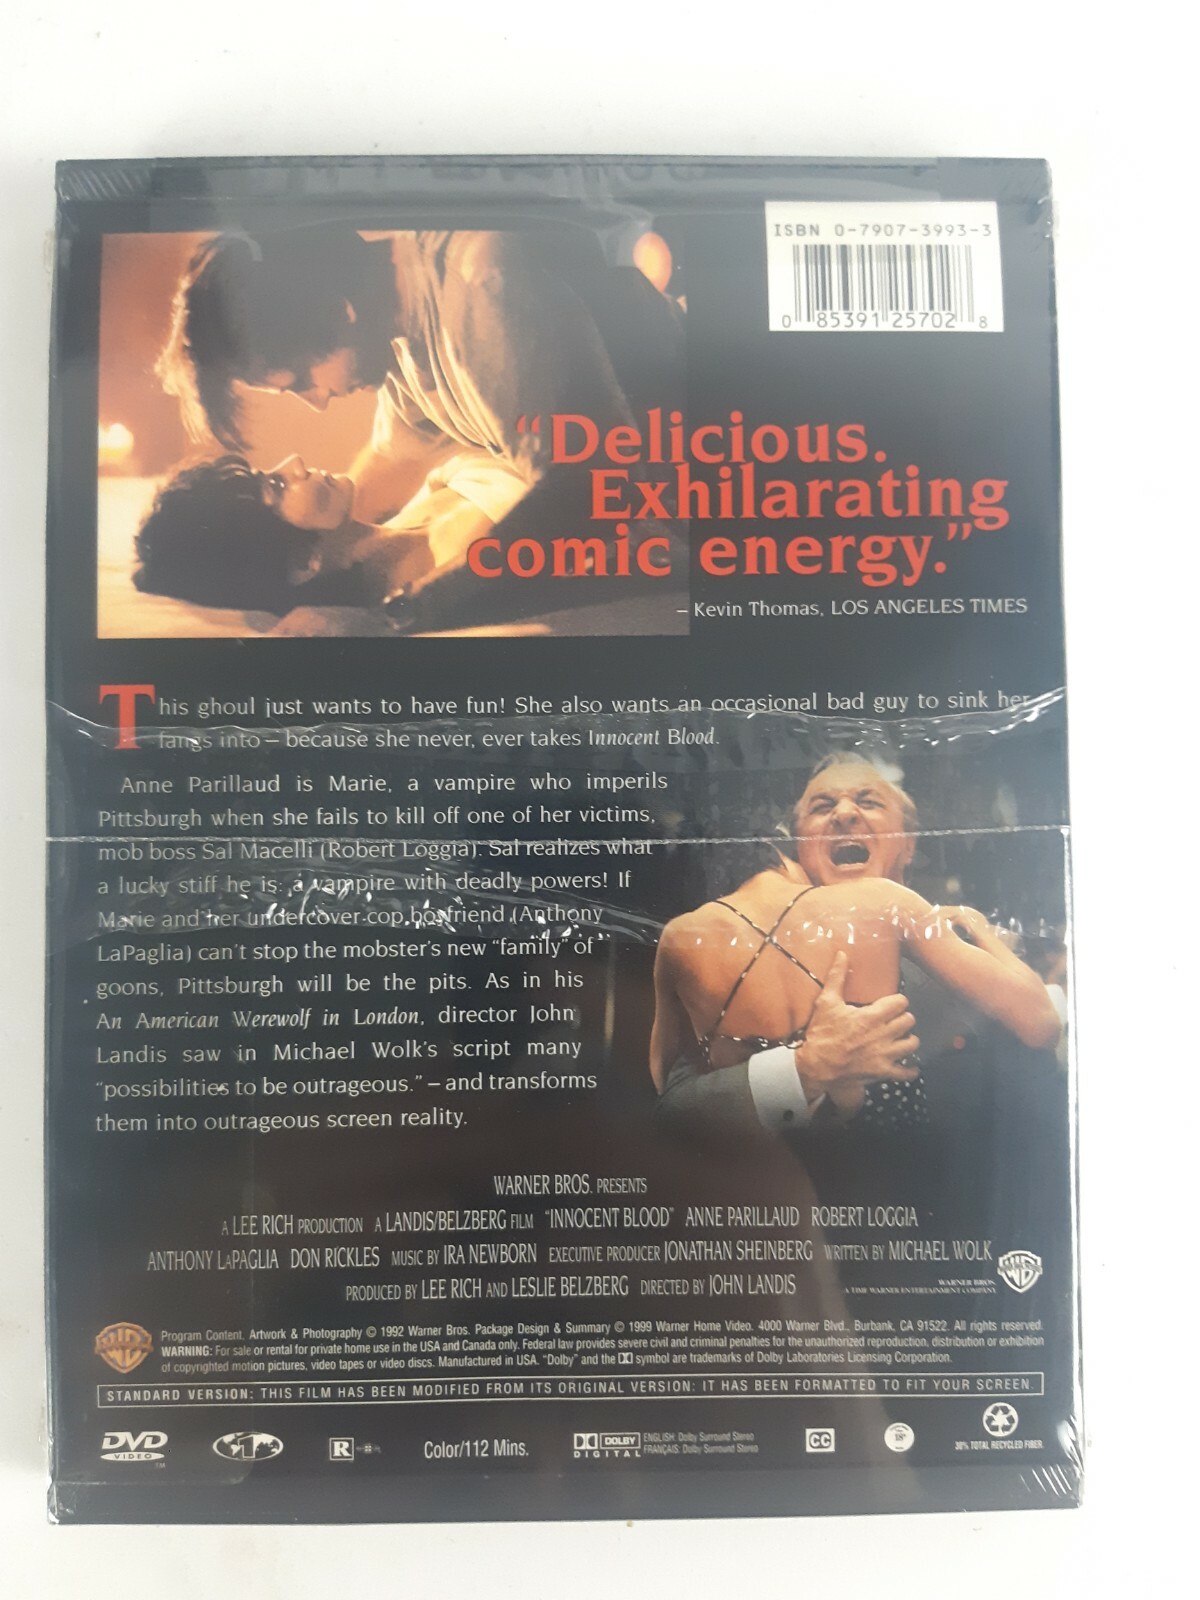 ISBN 0-7907-3993-3
0 85391 25702 8
“Delicious.
Exhilarating
comic energy.”
– Kevin Thomas, LOS ANGELES TIMES
This ghoul just wants to have fun! She also wants an occasional bad guy to sink her
fangs into – because she never, ever takes Innocent Blood.
Anne Parillaud is Marie, a vampire who imperils
Pittsburgh when she fails to kill off one of her victims,
mob boss Sal Macelli (Robert Loggia). Sal realizes what
a lucky stiff he is: a vampire with deadly powers! If
Marie and her undercover-cop boyfriend (Anthony
LaPaglia) can't stop the mobster's new “family” of
goons, Pittsburgh will be the pits. As in his
An American Werewolf in London, director John
Landis saw in Michael Wolk's script many
“possibilities to be outrageous.” – and transforms
them into outrageous screen reality.
WARNER BROS. PRESENTS
A LEE RICH PRODUCTION A LANDIS/BELZBERG FILM “INNOCENT BLOOD” ANNE PARILLAUD ROBERT LOGGIA
ANTHONY LaPAGLIA DON RICKLES MUSIC BY IRA NEWBORN EXECUTIVE PRODUCER JONATHAN SHEINBERG WRITTEN BY MICHAEL WOLK
PRODUCED BY LEE RICH AND LESLIE BELZBERG DIRECTED BY JOHN LANDIS
WARNER BROS.
A TIME WARNER ENTERTAINMENT COMPANY
Program Content, Artwork & Photography © 1992 Warner Bros. Package Design & Summary © 1999 Warner Home Video. 4000 Warner Blvd., Burbank, CA 91522. All rights reserved.
WARNING: For sale or rental for private home use in the USA and Canada only. Federal law provides severe civil and criminal penalties for the unauthorized reproduction, distribution or exhibition
of copyrighted motion pictures, video tapes or video discs. Manufactured in USA. “Dolby” and the DD symbol are trademarks of Dolby Laboratories Licensing Corporation.
STANDARD VERSION: THIS FILM HAS BEEN MODIFIED FROM ITS ORIGINAL VERSION: IT HAS BEEN FORMATTED TO FIT YOUR SCREEN.
DVD VIDEO
1
R
Color/112 Mins.
DOLBY DIGITAL
ENGLISH: Dolby Surround Stereo
FRANÇAIS: Dolby Surround Stereo
CC
18
30% TOTAL RECYCLED FIBER